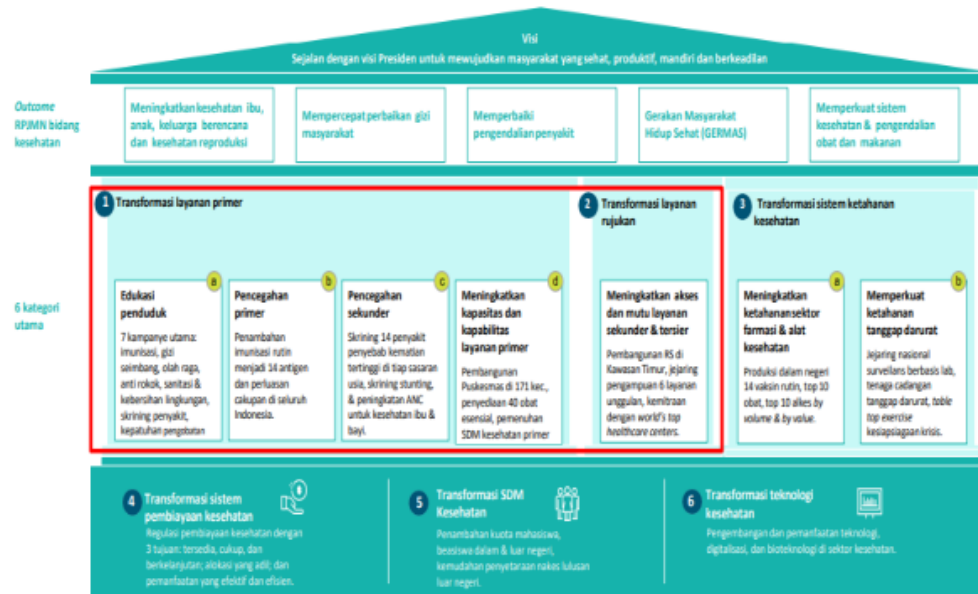 Visi
Sejalan dengan visi Presiden untuk mewujudkan masyarakat yang sehat, produktif, mandiri dan berkeadilan
Outcome
RPJMN bidang
kesehatan
Meningkatkan kesehatan ibu,
anak, keluarga berencana
dan kesehatan reproduksi
Mempercepat perbaikan gizi
masyarakat
Memperbaiki
pengendalian penyakit
Gerakan Masyarakat
Hidup Sehat (GERMAS)
Memperkuat sistem
kesehatan & pengendalian
obat dan makanan
6 kategori
utama
1 Transformasi layanan primer
a
Edukasi
penduduk
7 kampanye utama:
imunisasi, gizi
seimbang, olah raga,
anti rokok, sanitasi &
kebersihan lingkungan,
skrining penyakit,
kepatuhan pengobatan
b
Pencegahan
primer
Penambahan
imunisasi rutin
menjadi 14 antigen
dan perluasan
cakupan di seluruh
Indonesia.
c
Pencegahan
sekunder
Skrining 14 penyakit
penyebab kematian
tertinggi di tiap sasaran
usia, skrining stunting,
& peningkatan ANC
untuk kesehatan ibu &
bayi.
d
Meningkatkan
kapasitas dan
kapabilitas
layanan primer
Pembangunan
Puskesmas di 171 kec.,
penyediaan 40 obat
esensial, pemenuhan
SDM kesehatan primer
2 Transformasi layanan
rujukan
Meningkatkan akses
dan mutu layanan
sekunder & tersier
Pembangunan RS di
Kawasan Timur, jejaring
pengampuan 6 layanan
unggulan, kemitraan
dengan world's top
healthcare centers.
3 Transformasi sistem ketahanan
kesehatan
a
Meningkatkan
ketahanan sektor
farmasi & alat
kesehatan
Produksi dalam negeri
14 vaksin rutin, top 10
obat, top 10 alkes by
volume & by value.
b
Memperkuat
ketahanan
tanggap darurat
Jejaring nasional
surveilans berbasis lab,
tenaga cadangan
tanggap darurat, table
top exercise
kesiapsiagaan krisis.
4 Transformasi sistem
pembiayaan kesehatan
Regulasi pembiayaan kesehatan dengan
3 tujuan: tersedia, cukup, dan
berkelanjutan; alokasi yang adil; dan
pemanfaatan yang efektif dan efisien.
5 Transformasi SDM
Kesehatan
Penambahan kuota mahasiswa,
beasiswa dalam & luar negeri,
kemudahan penyetaraan nakes lulusan
luar negeri.
6 Transformasi teknologi
kesehatan
Pengembangan dan pemanfaatan teknologi,
digitalisasi, dan bioteknologi di sektor kesehatan.